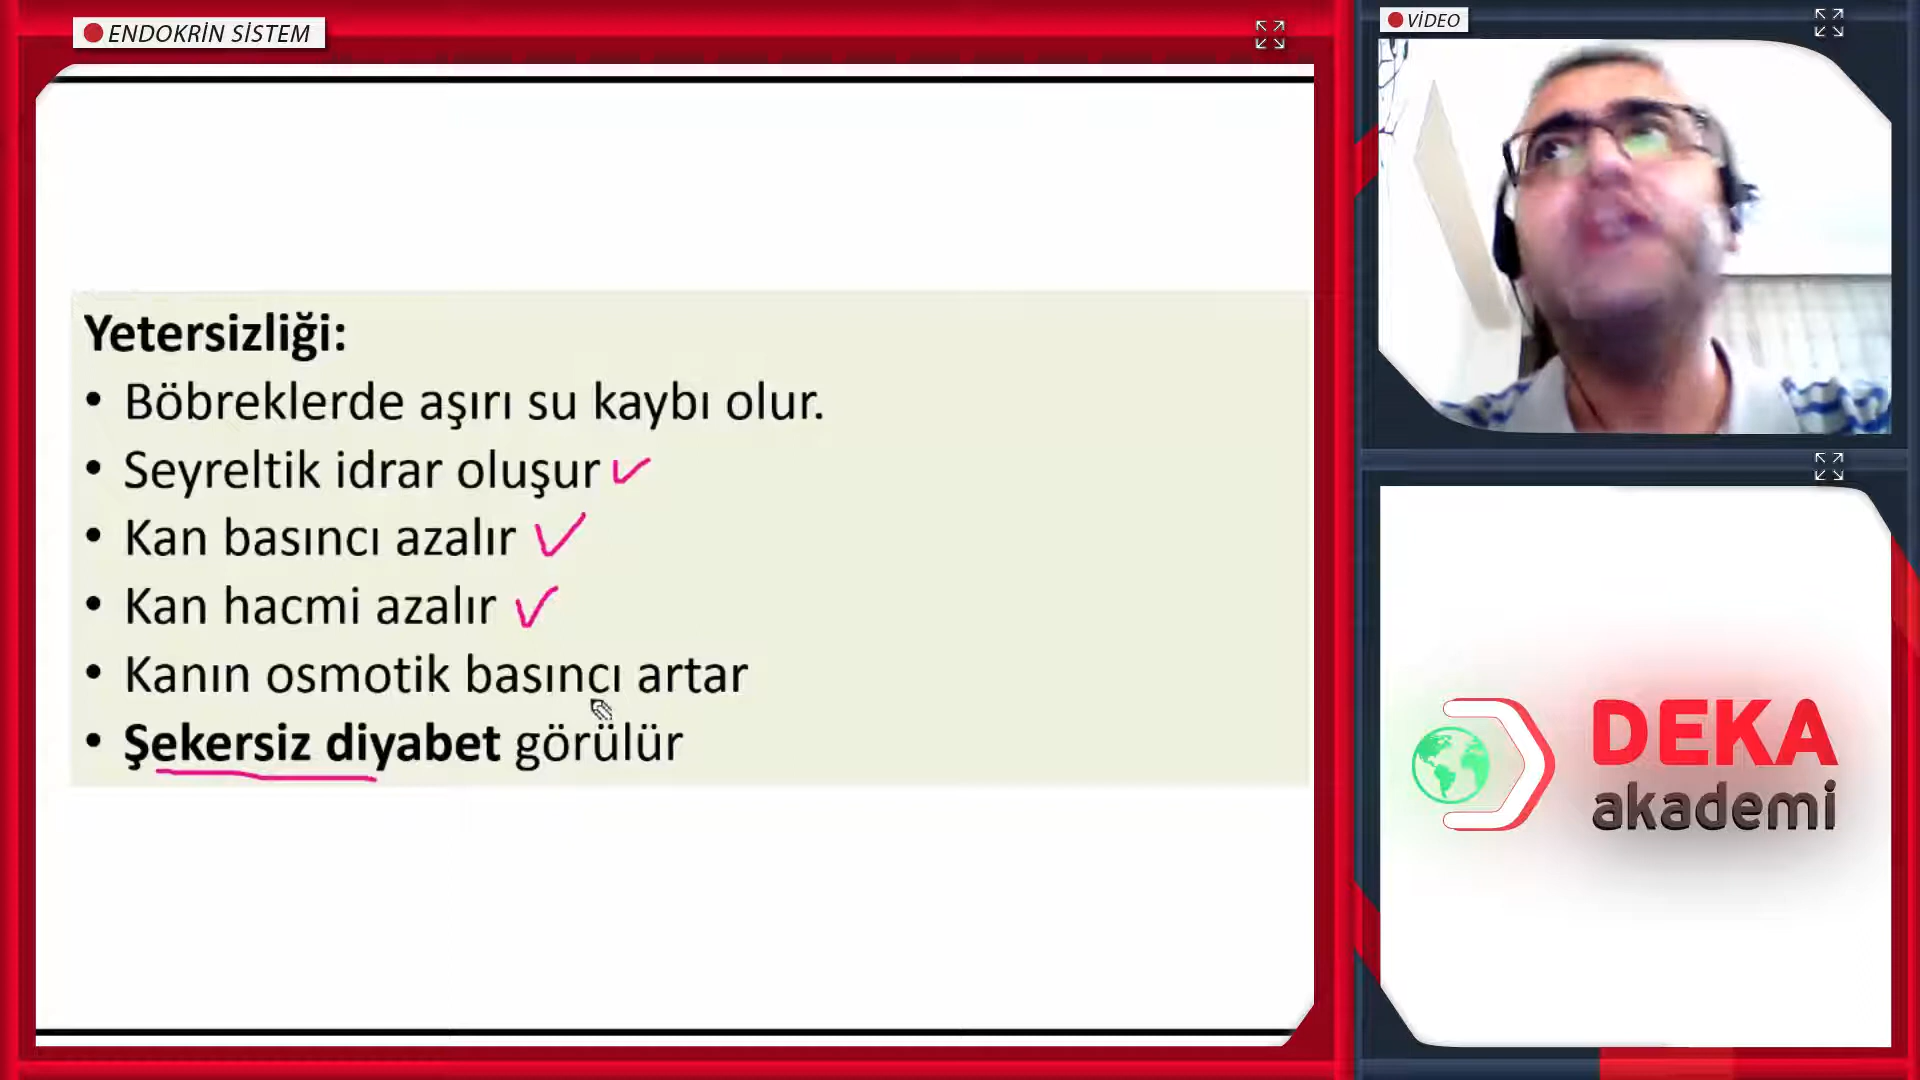 ENDOKRİN SİSTEM
VİDEO
Yetersizliği:
• Böbreklerde aşırı su kaybı olur.
• Seyreltik idrar oluşur
• Kan basıncı azalır
• Kan hacmi azalır
• Kanın osmotik basıncı artar
• Şekersiz diyabet görülür
DEKA
akademi